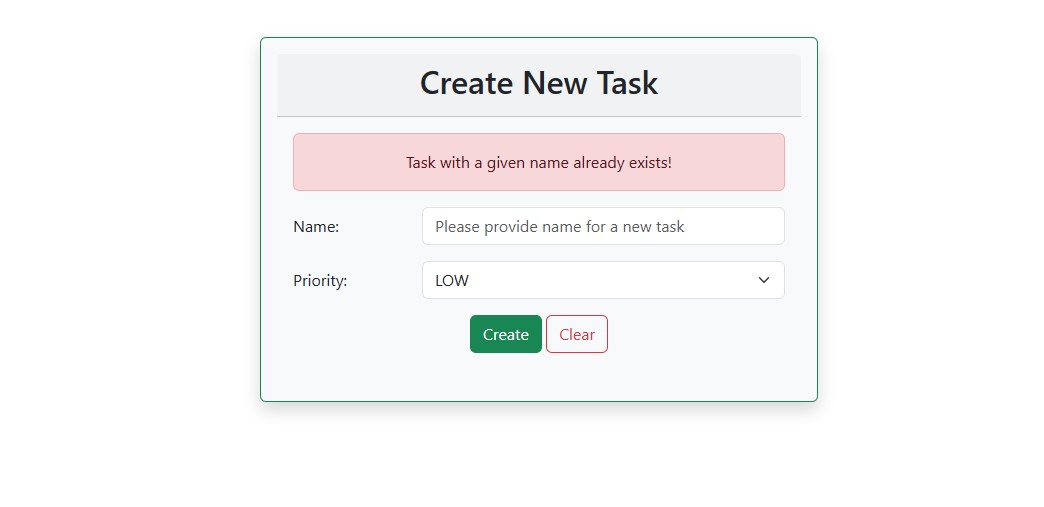 Create New Task
Task with a given name already exists!
Name:
Please provide name for a new task
Priority:
LOW
Create
Clear